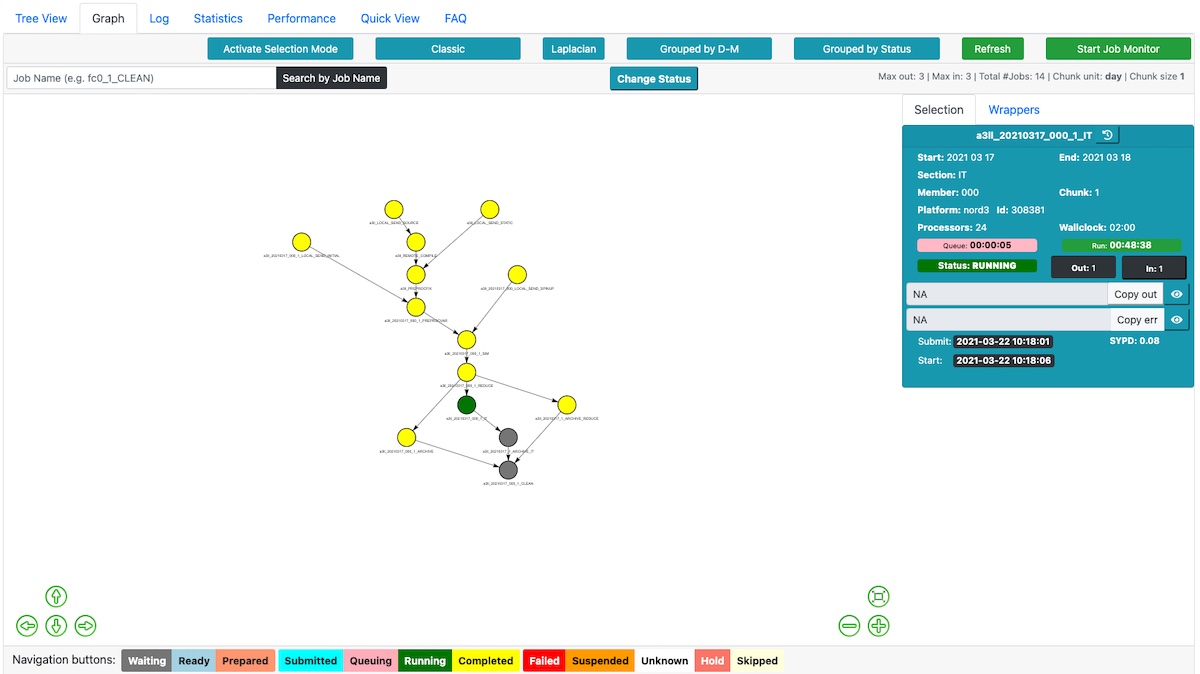 Tree View Graph Log Statistics Performance Quick View FAQ
Activate Selection Mode Classic Laplacian Grouped by D-M Grouped by Status Refresh Start Job Monitor
Job Name (e.g. fc0_1_CLEAN) Search by Job Name Change Status Max out: 3 | Max in: 3 | Total #Jobs: 14 | Chunk unit: day | Chunk size 1
Selection Wrappers
a3ll_20210317_000_1_IT
Start: 2021 03 17 End: 2021 03 18
Section: IT
Member: 000 Chunk: 1
Platform: nord3 Id: 308381
Processors: 24 Wallclock: 02:00
Queue: 00:00:05 Run: 00:48:38
Status: RUNNING Out: 1 In: 1
NA Copy out
NA Copy err
Submit: 2021-03-22 10:18:01 SYPD: 0.08
Start: 2021-03-22 10:18:06
Navigation buttons: Waiting Ready Prepared Submitted Queuing Running Completed Failed Suspended Unknown Hold Skipped